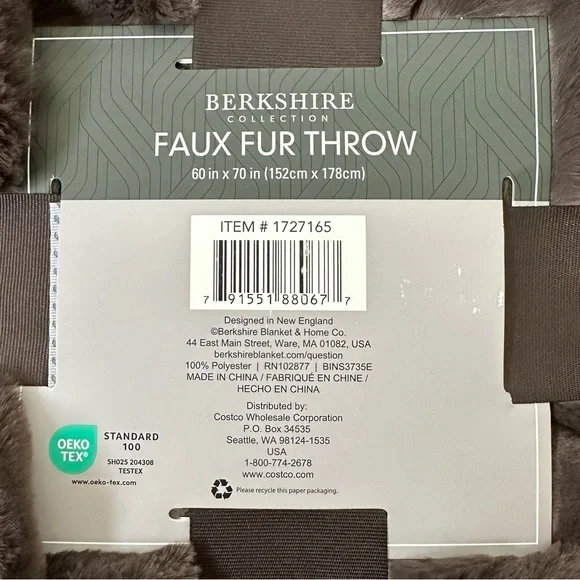 BERKSHIRE
COLLECTION
FAUX FUR THROW
60 in x 70 in (152cm x 178cm)
ITEM # 1727165
7 91551 88067 7
Designed in New England
©Berkshire Blanket & Home Co.
44 East Main Street, Ware, MA 01082, USA
berkshireblanket.com/question
100% Polyester | RN102877 | BINS3735E
MADE IN CHINA / FABRIQUÉ EN CHINE /
HECHO EN CHINA
Distributed by:
Costco Wholesale Corporation
P.O. Box 34535
Seattle, WA 98124-1535
USA
1-800-774-2678
www.costco.com
Please recycle this paper packaging.
OEKO
TEX®
STANDARD
100
SH025 204308
TESTEX
www.oeko-tex.com